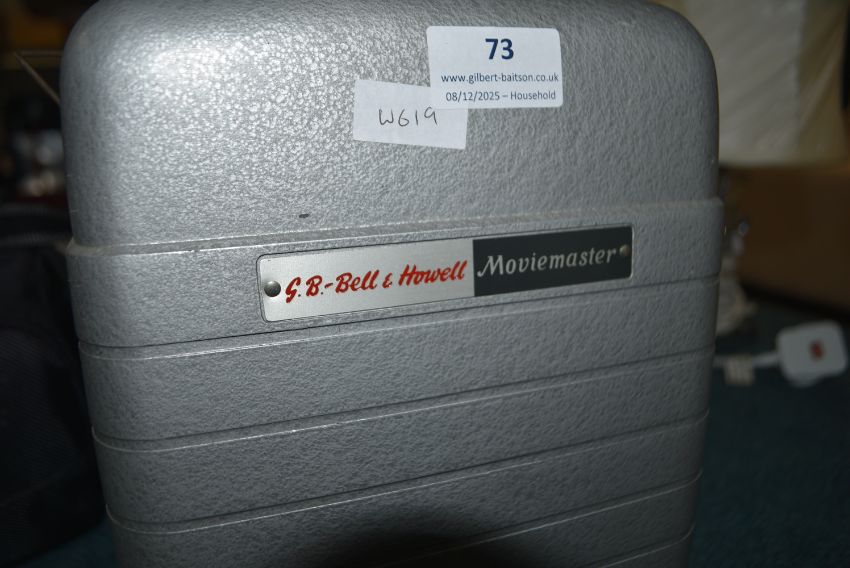 73
www.gilbert-baitson.co.uk
08/12/2025 – Household
W619
G.B.-Bell & Howell Moviemaster